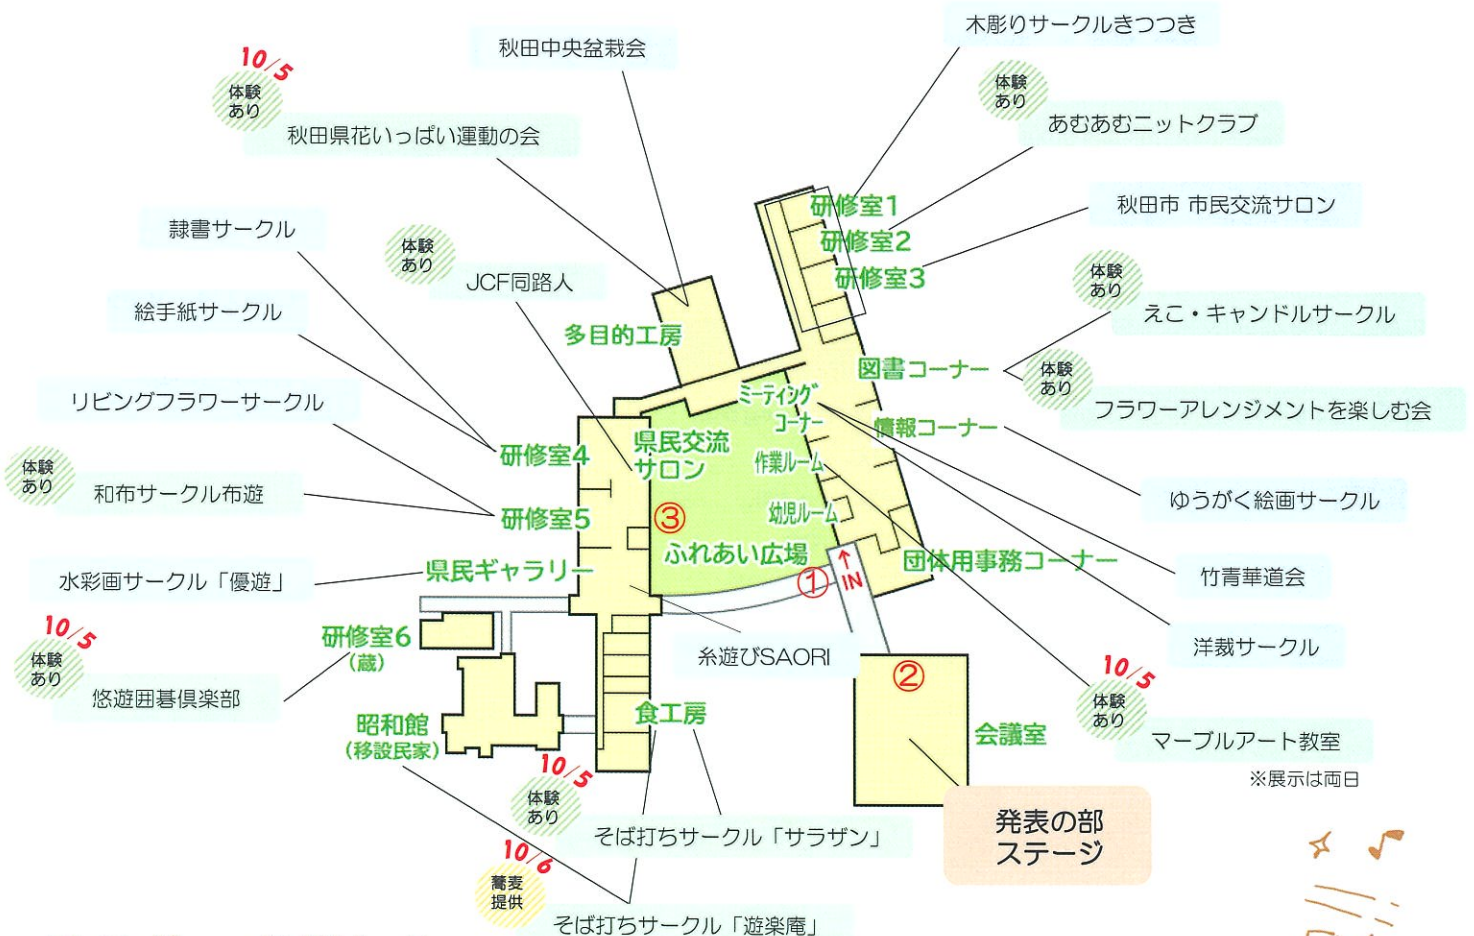 木彫りサークルきつつき
秋田中央盆栽会
10/5
体験
あり
秋田県花いっぱい運動の会
体験
あり
あむあむニットクラブ
研修室1
秋田市 市民交流サロン
隷書サークル
体験
あり
JCF同路人
研修室2
研修室3
体験
あり
えこ・キャンドルサークル
絵手紙サークル
多目的工房
図書コーナー
体験
あり
フラワーアレンジメントを楽しむ会
リビングフラワーサークル
ミーティング
コーナー
情報コーナー
県民交流
サロン
研修室4
作業ルーム
体験
あり
和布サークル布遊
研修室5
③
幼児ルーム
ゆうがく絵画サークル
ふれあい広場
団体用事務コーナー
水彩画サークル「優遊」
県民ギャラリー
①
IN
竹青華道会
10/5
体験
あり
悠遊囲碁倶楽部
研修室6
(蔵)
糸遊びSAORI
②
洋裁サークル
昭和館
(移設民家)
食工房
会議室
10/5
体験
あり
マーブルアート教室
※展示は両日
10/5
体験
あり
そば打ちサークル「サラザン」
発表の部
ステージ
10/6
蕎麦
提供
そば打ちサークル「遊楽庵」